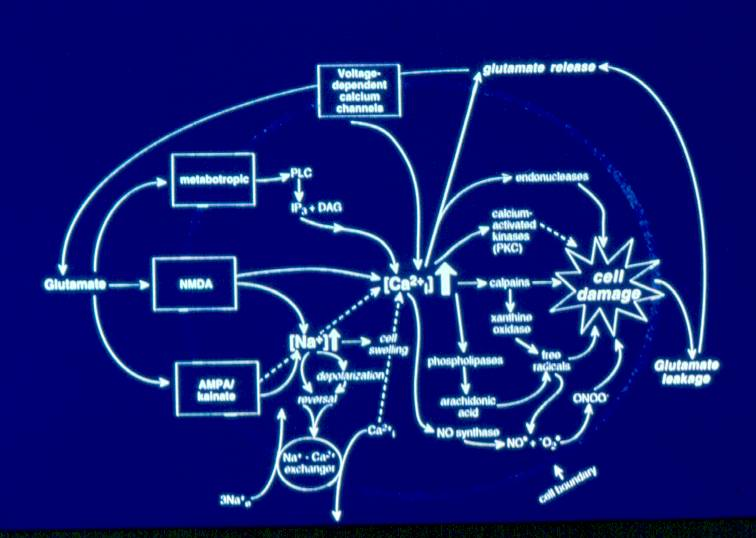 Voltage-
dependent
calcium
channels
glutamate release
metabotropic
PLC
IP₃ + DAG
endonucleases
calcium-
activated
kinases
(PKC)
Glutamate
NMDA
[Ca²⁺ᵢ]
calpains
cell
damage
xanthine
oxidase
[Na⁺]
cell
swelling
phospholipases
free
radicals
Glutamate
leakage
depolarization
AMPA/
kainate
reversal
arachidonic
acid
ONOO⁻
Ca²⁺ᵢ
NO synthase
NO• + •O₂⁻
Na⁺ - Ca²⁺
exchanger
3Na⁺ₒ
cell boundary